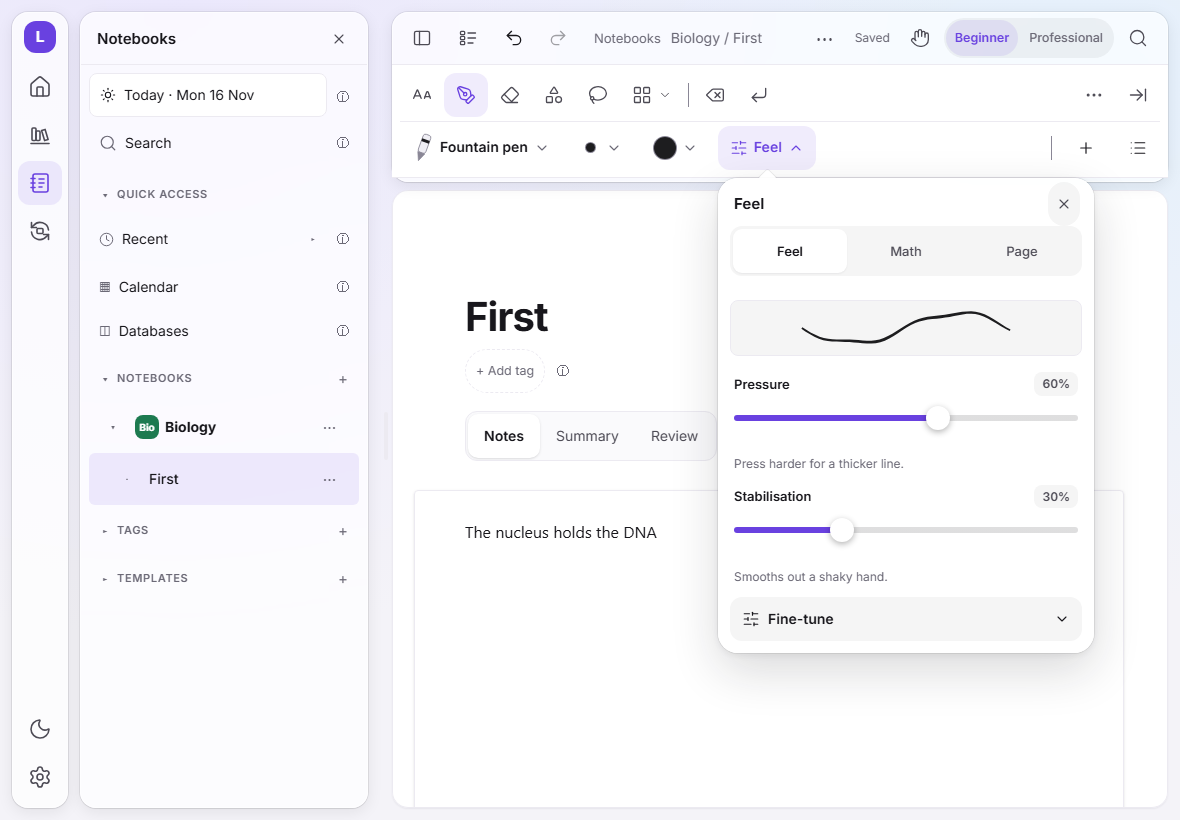 L
Notebooks
Today · Mon 16 Nov
Search
QUICK ACCESS
Recent
Calendar
Databases
NOTEBOOKS
Bio Biology
First
TAGS
TEMPLATES
Notebooks Biology / First
Saved
Beginner Professional
AA
Fountain pen
Feel
First
+ Add tag
Notes Summary Review
The nucleus holds the DNA
Feel
Feel Math Page
Pressure 60%
Press harder for a thicker line.
Stabilisation 30%
Smooths out a shaky hand.
Fine-tune